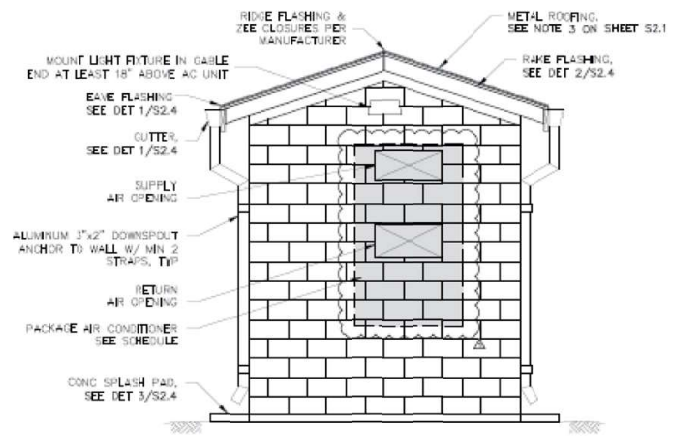 RIDGE FLASHING &
ZEE CLOSURES PER
MANUFACTURER
METAL ROOFING,
SEE NOTE 3 ON SHEET S2.1
MOUNT LIGHT FIXTURE IN GABLE
END AT LEAST 18" ABOVE AC UNIT
RAKE FLASHING,
SEE DET 2/S2.4
EAVE FLASHING
SEE DET 1/S2.4
GUTTER,
SEE DET 1/S2.4
SUPPLY
AIR OPENING
ALUMINUM 3"x2" DOWNSPOUT
ANCHOR TO WALL W/ MIN 2
STRAPS, TYP
RETURN
AIR OPENING
PACKAGE AIR CONDITIONER
SEE SCHEDULE
CONC SPLASH PAD,
SEE DET 3/S2.4